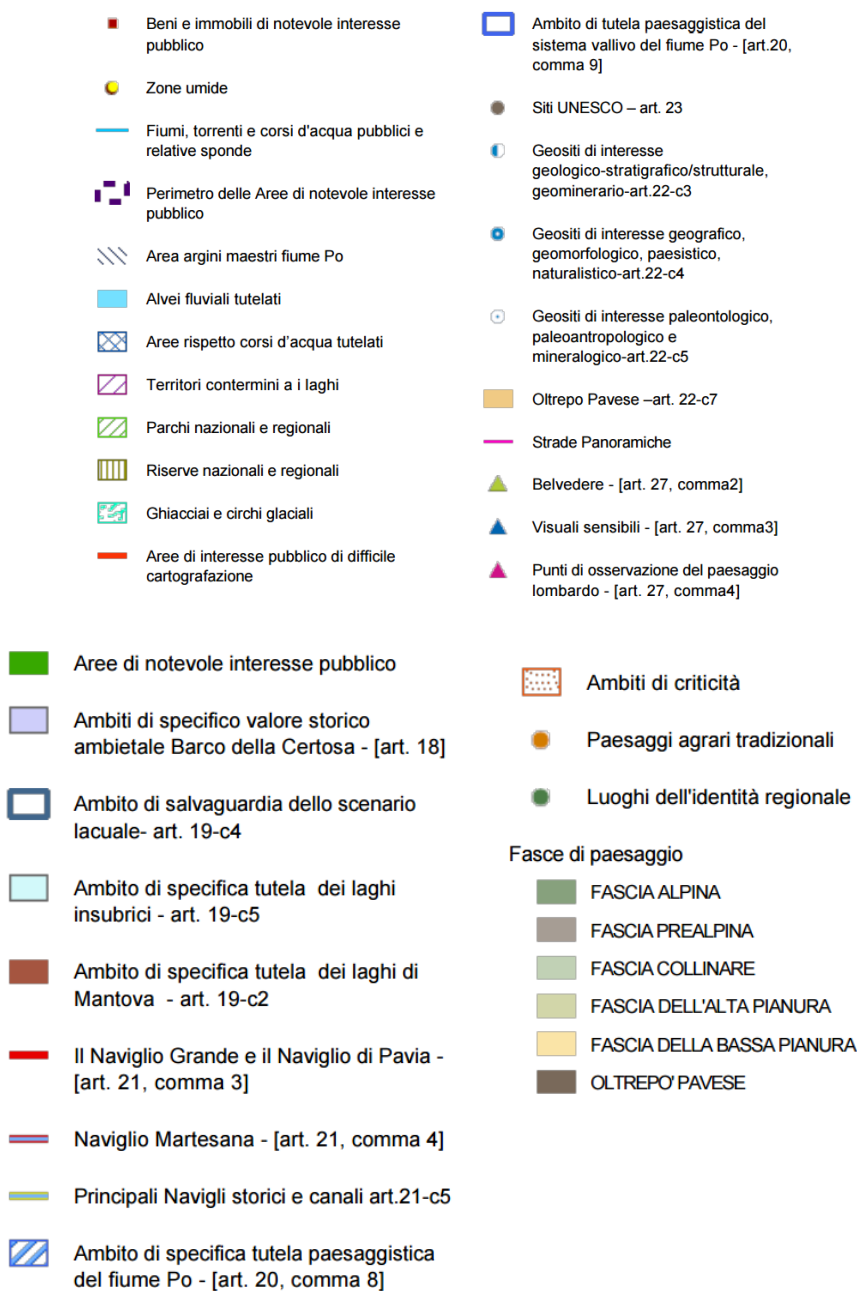 Beni e immobili di notevole interesse
pubblico
Zone umide
Fiumi, torrenti e corsi d'acqua pubblici e
relative sponde
Perimetro delle Aree di notevole interesse
pubblico
Area argini maestri fiume Po
Alvei fluviali tutelati
Aree rispetto corsi d'acqua tutelati
Territori contermini a i laghi
Parchi nazionali e regionali
Riserve nazionali e regionali
Ghiacciai e circhi glaciali
Aree di interesse pubblico di difficile
cartografazione
Ambito di tutela paesaggistica del
sistema vallivo del fiume Po - [art.20,
comma 9]
Siti UNESCO – art. 23
Geositi di interesse
geologico-stratigrafico/strutturale,
geominerario-art.22-c3
Geositi di interesse geografico,
geomorfologico, paesistico,
naturalistico-art.22-c4
Geositi di interesse paleontologico,
paleoantropologico e
mineralogico-art.22-c5
Oltrepo Pavese –art. 22-c7
Strade Panoramiche
Belvedere - [art. 27, comma2]
Visuali sensibili - [art. 27, comma3]
Punti di osservazione del paesaggio
lombardo - [art. 27, comma4]
Aree di notevole interesse pubblico
Ambiti di specifico valore storico
ambietale Barco della Certosa - [art. 18]
Ambito di salvaguardia dello scenario
lacuale- art. 19-c4
Ambito di specifica tutela dei laghi
insubrici - art. 19-c5
Ambito di specifica tutela dei laghi di
Mantova - art. 19-c2
Il Naviglio Grande e il Naviglio di Pavia -
[art. 21, comma 3]
Naviglio Martesana - [art. 21, comma 4]
Principali Navigli storici e canali art.21-c5
Ambito di specifica tutela paesaggistica
del fiume Po - [art. 20, comma 8]
Ambiti di criticità
Paesaggi agrari tradizionali
Luoghi dell'identità regionale
Fasce di paesaggio
FASCIA ALPINA
FASCIA PREALPINA
FASCIA COLLINARE
FASCIA DELL'ALTA PIANURA
FASCIA DELLA BASSA PIANURA
OLTREPO' PAVESE